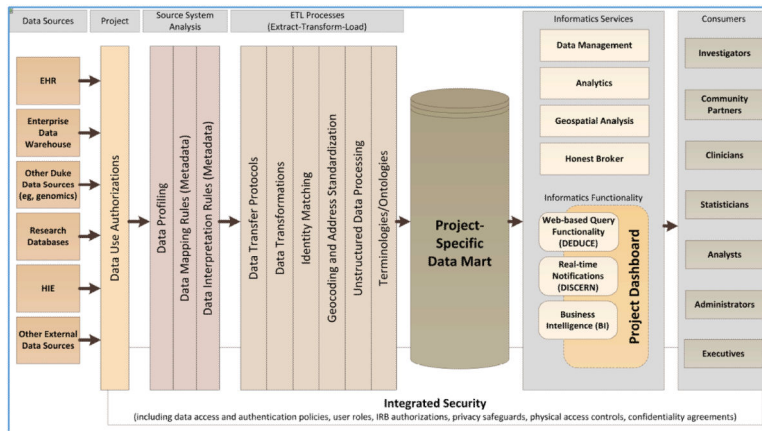 Data Sources
Project
Source System
Analysis
ETL Processes
(Extract-Transform-Load)
Informatics Services
Consumers
EHR
Enterprise
Data
Warehouse
Other Duke
Data Sources
(eg, genomics)
Research
Databases
HIE
Other External
Data Sources
Data Use Authorizations
Data Profiling
Data Mapping Rules (Metadata)
Data Interpretation Rules (Metadata)
Data Transfer Protocols
Data Transformations
Identity Matching
Geocoding and Address Standardization
Unstructured Data Processing
Terminologies/Ontologies
Project-
Specific
Data Mart
Data Management
Analytics
Geospatial Analysis
Honest Broker
Informatics Functionality
Web-based Query
Functionality
(DEDUCE)
Real-time
Notifications
(DISCERN)
Business
Intelligence (BI)
Project Dashboard
Investigators
Community
Partners
Clinicians
Statisticians
Analysts
Administrators
Executives
Integrated Security
(including data access and authentication policies, user roles, IRB authorizations, privacy safeguards, physical access controls, confidentiality agreements)